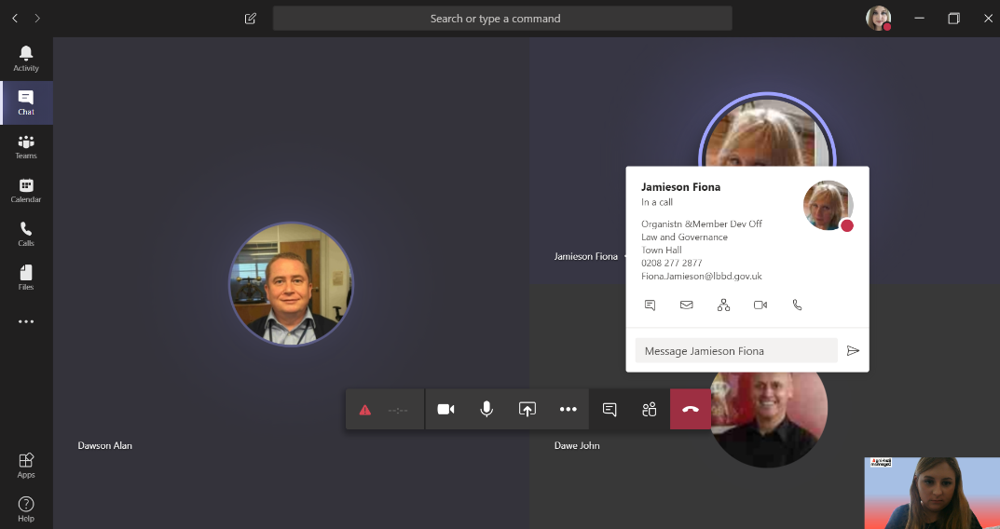 Search or type a command
Activity
Chat
Teams
Calendar
Calls
Files
Apps
Help
Jamieson Fiona
In a call
Organistn &Member Dev Off
Law and Governance
Town Hall
0208 277 2877
Fiona.Jamieson@lbbd.gov.uk
Message Jamieson Fiona
Jamieson Fiona
--:--
Dawson Alan
Dawe John